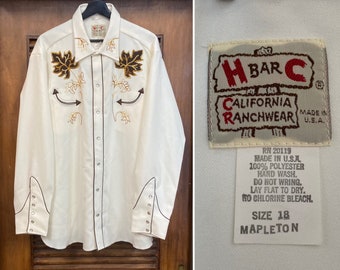 H BAR C
®
CALIFORNIA
RANCHWEAR
MADE IN
U.S.A.
RN 20119
MADE IN U.S.A.
100% POLYESTER
HAND WASH.
DO NOT WRING.
LAY FLAT TO DRY.
NO CHLORINE BLEACH.
SIZE 18
MAPLETON